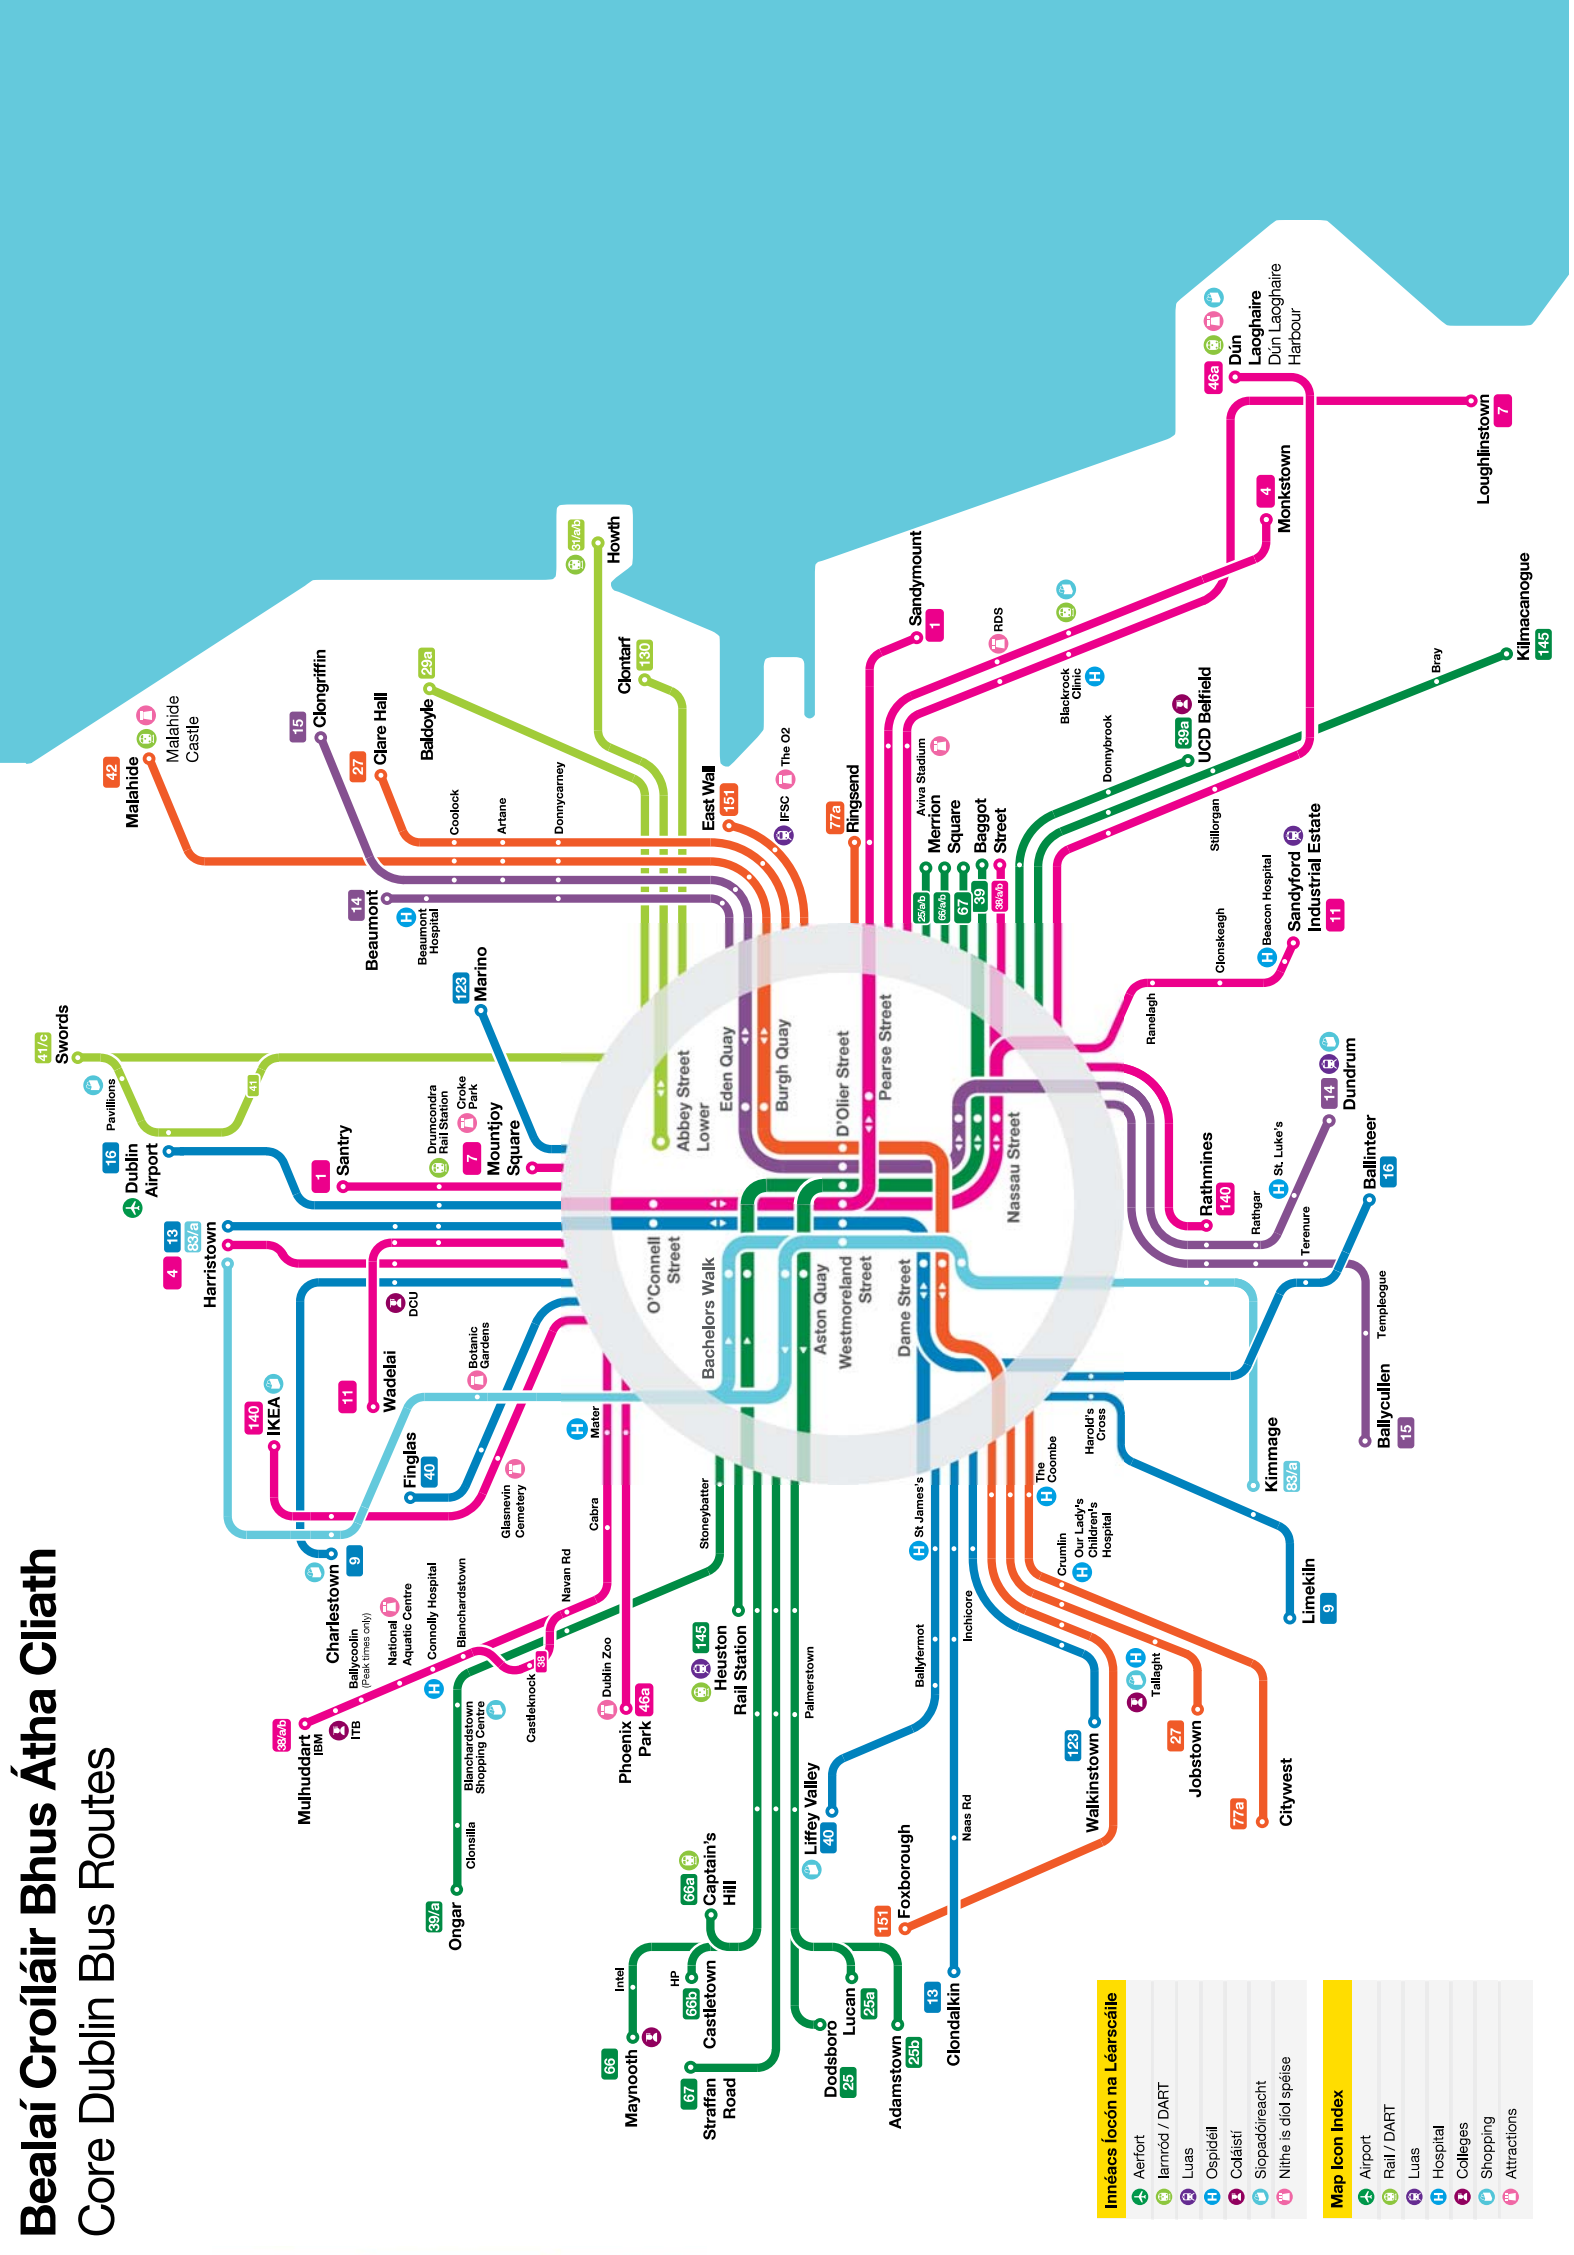 Bealaí Croíláir Bhus Átha Cliath
Core Dublin Bus Routes
41/c
Swords
Pavillions
41
16
Dublin
Airport
13
83/a
4
Harristown
1
Santry
Drumcondra
Rail Station
Croke
Park
7
Mountjoy
Square
123
Marino
14
Beaumont
Beaumont
Hospital
42
Malahide
Malahide
Castle
15
Clongriffin
27
Clare Hall
29a
Baldoyle
Coolock
Artane
Donnycarney
31/a/b
Howth
130
Clontarf
East Wall
151
IFSC
The O2
77a
Ringsend
Sandymount
1
Aviva Stadium
RDS
Blackrock
Clinic
46a
Dún
Laoghaire
Dún Laoghaire
Harbour
4
Monkstown
Loughlinstown
7
Kilmacanogue
145
Bray
Merrion
Square
Baggot
Street
25/a/b
66/a/b
67
39
38/a/b
Donnybrook
39a
UCD Belfield
Stillorgan
Sandyford
Industrial Estate
11
Beacon Hospital
Clonskeagh
Ranelagh
14
Dundrum
St. Luke's
Rathmines
140
Rathgar
Terenure
Ballinteer
16
Templeogue
Ballycullen
15
Kimmage
83/a
Harold's
Cross
Limekiln
9
The
Coombe
Crumlin
Our Lady's
Children's
Hospital
Tallaght
27
Jobstown
77a
Citywest
123
Walkinstown
St James's
Inchicore
Ballyfermot
Naas Rd
Liffey Valley
40
151
Foxborough
13
Clondalkin
Adamstown
25b
Lucan
25a
Dodsboro
25
67
Straffan
Road
66
Maynooth
Intel
HP
66b
Castletown
66a
Captain's
Hill
Palmerstown
145
Heuston
Rail Station
Stoneybatter
Dublin Zoo
Phoenix
Park
46a
39/a
Ongar
Clonsilla
Blanchardstown
Shopping Centre
Castleknock
38
Navan Rd
Cabra
Mater
38/a/b
Mulhuddart
IBM
ITB
Ballycoolin
(Peak times only)
National
Aquatic Centre
Connolly Hospital
Blanchardstown
Charlestown
9
140
IKEA
Finglas
40
Glasnevin
Cemetery
Botanic
Gardens
11
Wadelai
DCU
Abbey Street
Lower
Eden Quay
Burgh Quay
D'Olier Street
Pearse Street
O'Connell
Street
Bachelors Walk
Aston Quay
Westmoreland
Street
Dame Street
Nassau Street
Innéacs Íocón na Léarscáile
Aerfort
Iarnród / DART
Luas
Ospidéil
Coláistí
Siopadóireacht
Nithe is díol spéise
Map Icon Index
Airport
Rail / DART
Luas
Hospital
Colleges
Shopping
Attractions